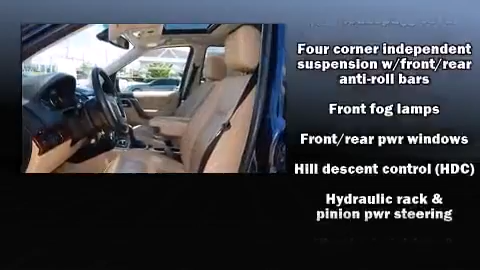 Four corner independent
suspension w/front/rear
anti-roll bars
Front fog lamps
Front/rear pwr windows
Hill descent control (HDC)
Hydraulic rack &
pinion pwr steering